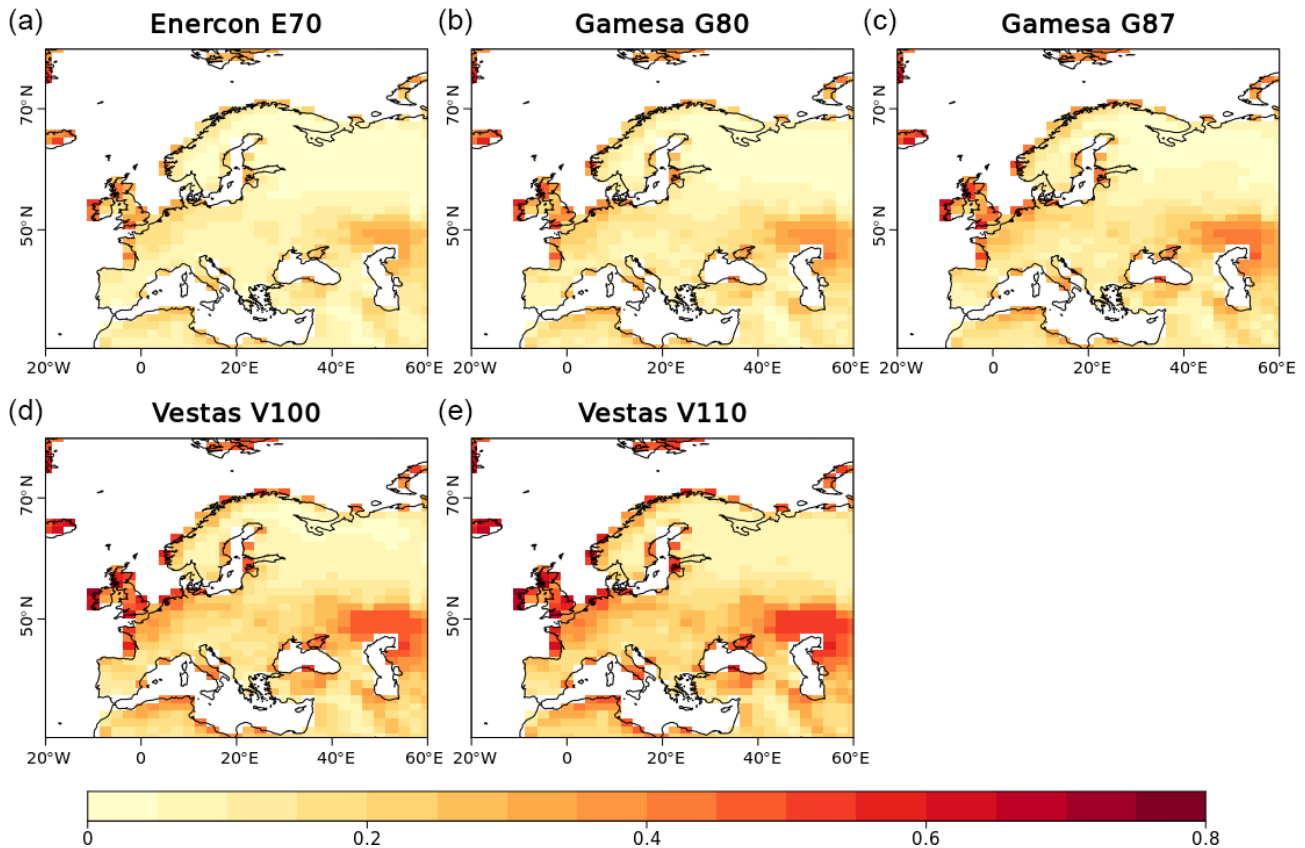 (a) Enercon E70
(b) Gamesa G80
(c) Gamesa G87
70°N
50°N
20°W 0 20°E 40°E 60°E
70°N
50°N
20°W 0 20°E 40°E 60°E
70°N
50°N
20°W 0 20°E 40°E 60°E
(d) Vestas V100
(e) Vestas V110
70°N
50°N
20°W 0 20°E 40°E 60°E
70°N
50°N
20°W 0 20°E 40°E 60°E
0 0.2 0.4 0.6 0.8